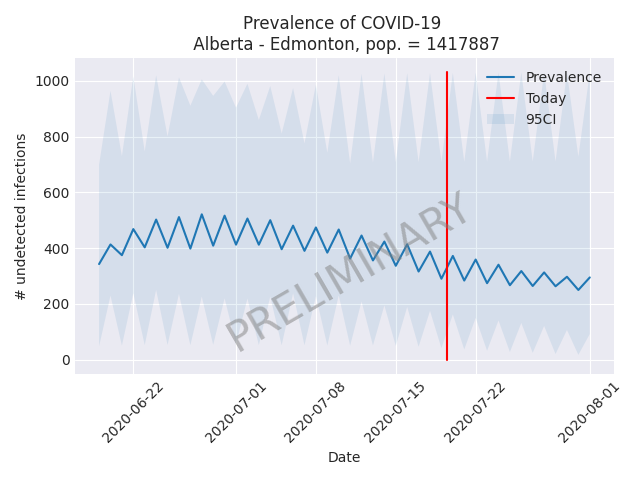 Prevalence of COVID-19
Alberta - Edmonton, pop. = 1417887
1000
800
600
400
200
0
# undetected infections
Prevalence
Today
95CI
PRELIMINARY
2020-06-22
2020-07-01
2020-07-08
2020-07-15
2020-07-22
2020-08-01
Date